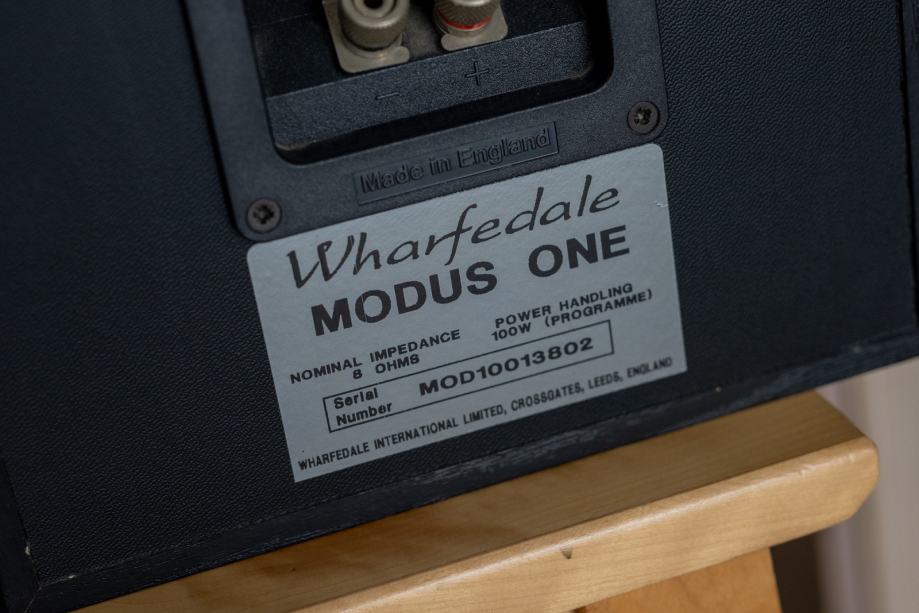 - +
Made in England
Wharfedale
MODUS ONE
NOMINAL IMPEDANCE
8 OHMS
POWER HANDLING
100W (PROGRAMME)
Serial
Number
MOD10013802
WHARFEDALE INTERNATIONAL LIMITED, CROSSGATES, LEEDS, ENGLAND